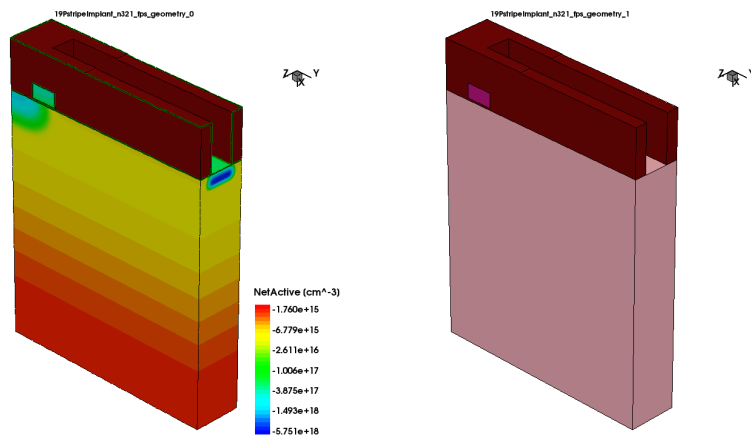 19PstripeImplant_n321_fps_geometry_0
19PstripeImplant_n321_fps_geometry_1
Z Y
X
Z Y
X
NetActive (cm^-3)
-1.760e+15
-6.779e+15
-2.611e+16
-1.006e+17
-3.875e+17
-1.493e+18
-5.751e+18